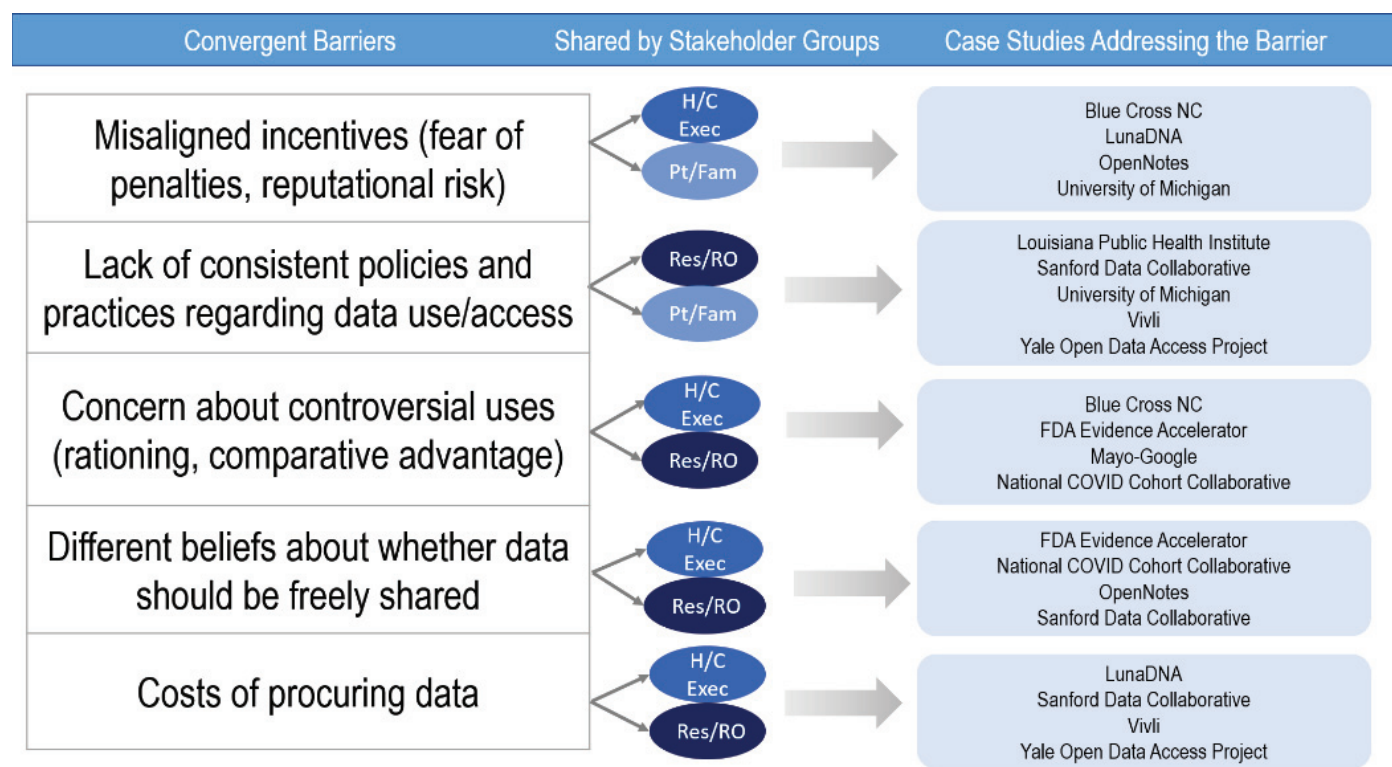 Convergent Barriers
Shared by Stakeholder Groups
Case Studies Addressing the Barrier
Misaligned incentives (fear of
penalties, reputational risk)
H/C
Exec
Pt/Fam
Blue Cross NC
LunaDNA
OpenNotes
University of Michigan
Lack of consistent policies and
practices regarding data use/access
Res/RO
Pt/Fam
Louisiana Public Health Institute
Sanford Data Collaborative
University of Michigan
Vivli
Yale Open Data Access Project
Concern about controversial uses
(rationing, comparative advantage)
H/C
Exec
Res/RO
Blue Cross NC
FDA Evidence Accelerator
Mayo-Google
National COVID Cohort Collaborative
Different beliefs about whether data
should be freely shared
H/C
Exec
Res/RO
FDA Evidence Accelerator
National COVID Cohort Collaborative
OpenNotes
Sanford Data Collaborative
Costs of procuring data
H/C
Exec
Res/RO
LunaDNA
Sanford Data Collaborative
Vivli
Yale Open Data Access Project